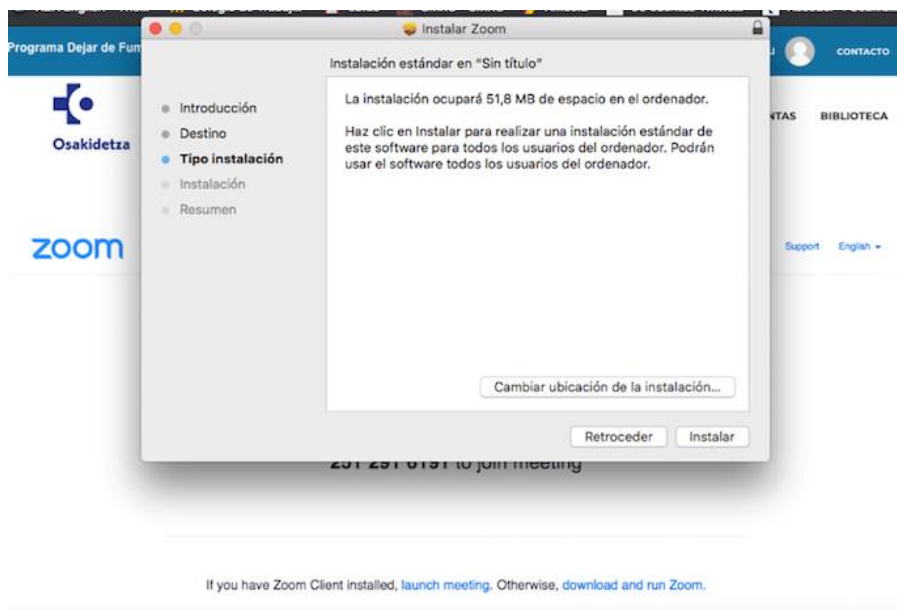 Instalar Zoom
Programa Dejar de Fum
CONTACTO
Instalación estándar en "Sin título"
Osakidetza
NTAS BIBLIOTECA
Introducción
Destino
Tipo instalación
Instalación
Resumen
La instalación ocupará 51,8 MB de espacio en el ordenador.
Haz clic en Instalar para realizar una instalación estándar de
este software para todos los usuarios del ordenador. Podrán
usar el software todos los usuarios del ordenador.
zoom
Support English
Cambiar ubicación de la instalación...
Retroceder Instalar
to join meeting
If you have Zoom Client installed, launch meeting. Otherwise, download and run Zoom.